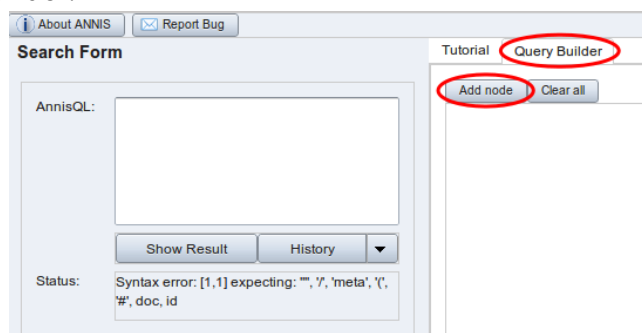 About ANNIS Report Bug
Search Form
Tutorial Query Builder
Add node Clear all
AnnisQL:
Show Result History
Status:
Syntax error: [1,1] expecting: "", '/', 'meta', '(',
'#', doc, id